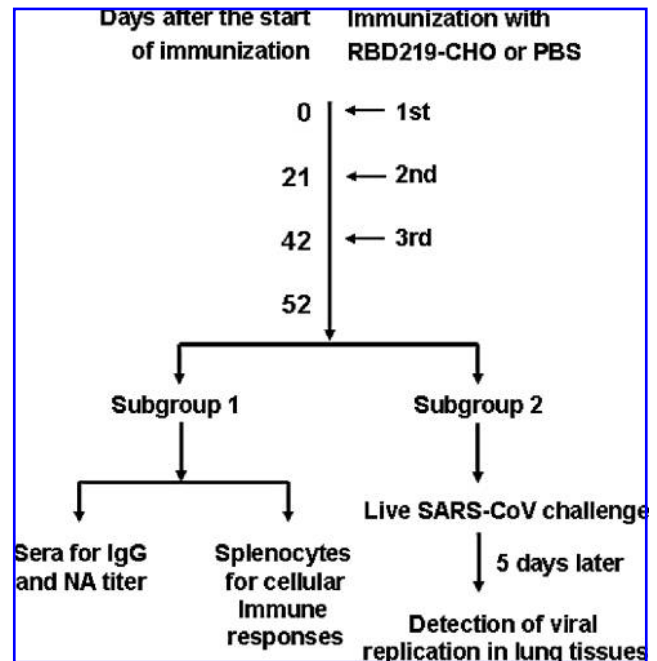 Days after the start
of immunization
Immunization with
RBD219-CHO or PBS
0
1st
21
2nd
42
3rd
52
Subgroup 1
Subgroup 2
Sera for IgG
and NA titer
Splenocytes
for cellular
Immune
responses
Live SARS-CoV challenge
5 days later
Detection of viral
replication in lung tissues